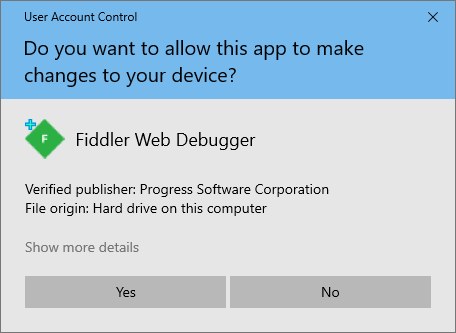 User Account Control
Do you want to allow this app to make
changes to your device?
F
Fiddler Web Debugger
Verified publisher: Progress Software Corporation
File origin: Hard drive on this computer
Show more details
Yes
No